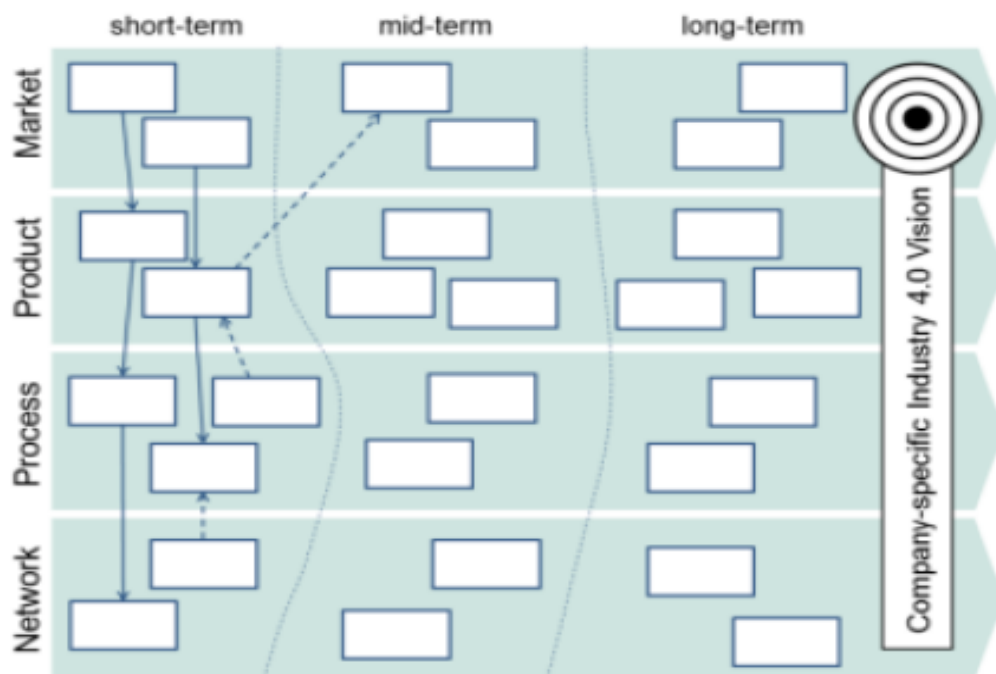 short-term mid-term long-term
Market
Product
Process
Network
Company-specific Industry 4.0 Vision